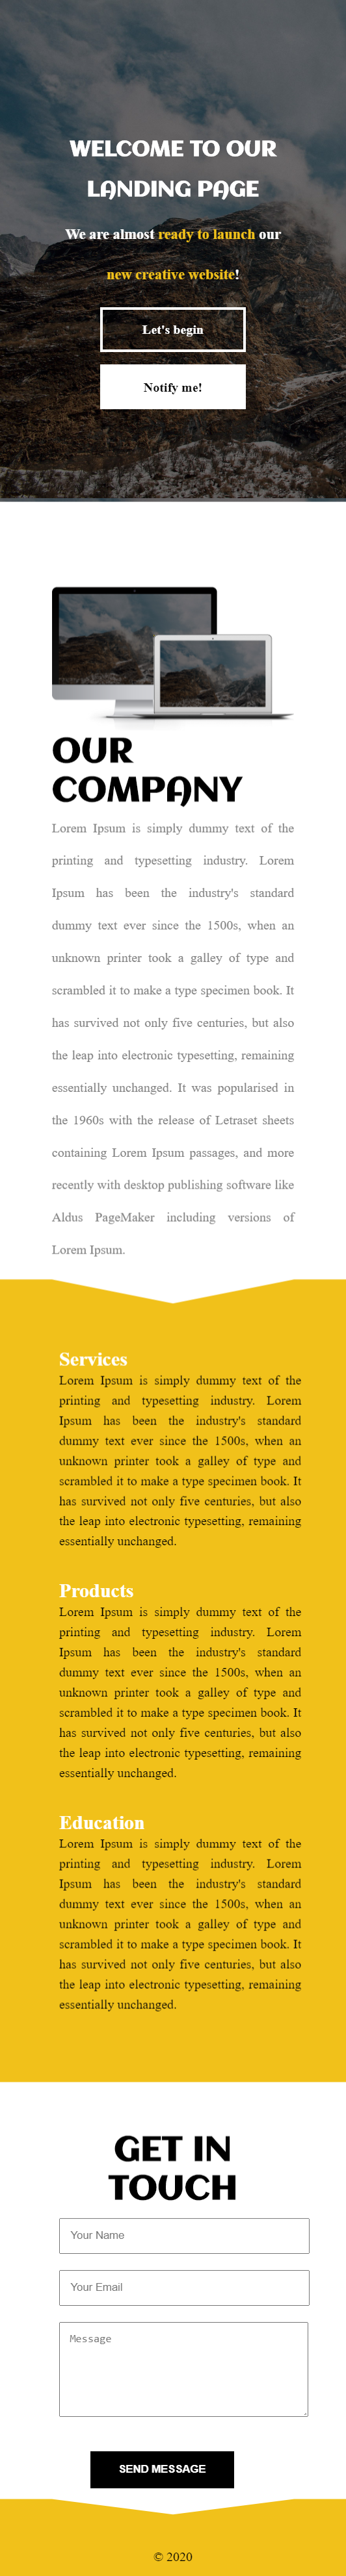 WELCOME TO OUR
LANDING PAGE
We are almost ready to launch our
new creative website!
Let's begin
Notify me!
OUR
COMPANY
Lorem Ipsum is simply dummy text of the
printing and typesetting industry. Lorem
Ipsum has been the industry's standard
dummy text ever since the 1500s, when an
unknown printer took a galley of type and
scrambled it to make a type specimen book. It
has survived not only five centuries, but also
the leap into electronic typesetting, remaining
essentially unchanged. It was popularised in
the 1960s with the release of Letraset sheets
containing Lorem Ipsum passages, and more
recently with desktop publishing software like
Aldus PageMaker including versions of
Lorem Ipsum.
Services
Lorem Ipsum is simply dummy text of the
printing and typesetting industry. Lorem
Ipsum has been the industry's standard
dummy text ever since the 1500s, when an
unknown printer took a galley of type and
scrambled it to make a type specimen book. It
has survived not only five centuries, but also
the leap into electronic typesetting, remaining
essentially unchanged.
Products
Lorem Ipsum is simply dummy text of the
printing and typesetting industry. Lorem
Ipsum has been the industry's standard
dummy text ever since the 1500s, when an
unknown printer took a galley of type and
scrambled it to make a type specimen book. It
has survived not only five centuries, but also
the leap into electronic typesetting, remaining
essentially unchanged.
Education
Lorem Ipsum is simply dummy text of the
printing and typesetting industry. Lorem
Ipsum has been the industry's standard
dummy text ever since the 1500s, when an
unknown printer took a galley of type and
scrambled it to make a type specimen book. It
has survived not only five centuries, but also
the leap into electronic typesetting, remaining
essentially unchanged.
GET IN
TOUCH
Your Name
Your Email
Message
SEND MESSAGE
© 2020